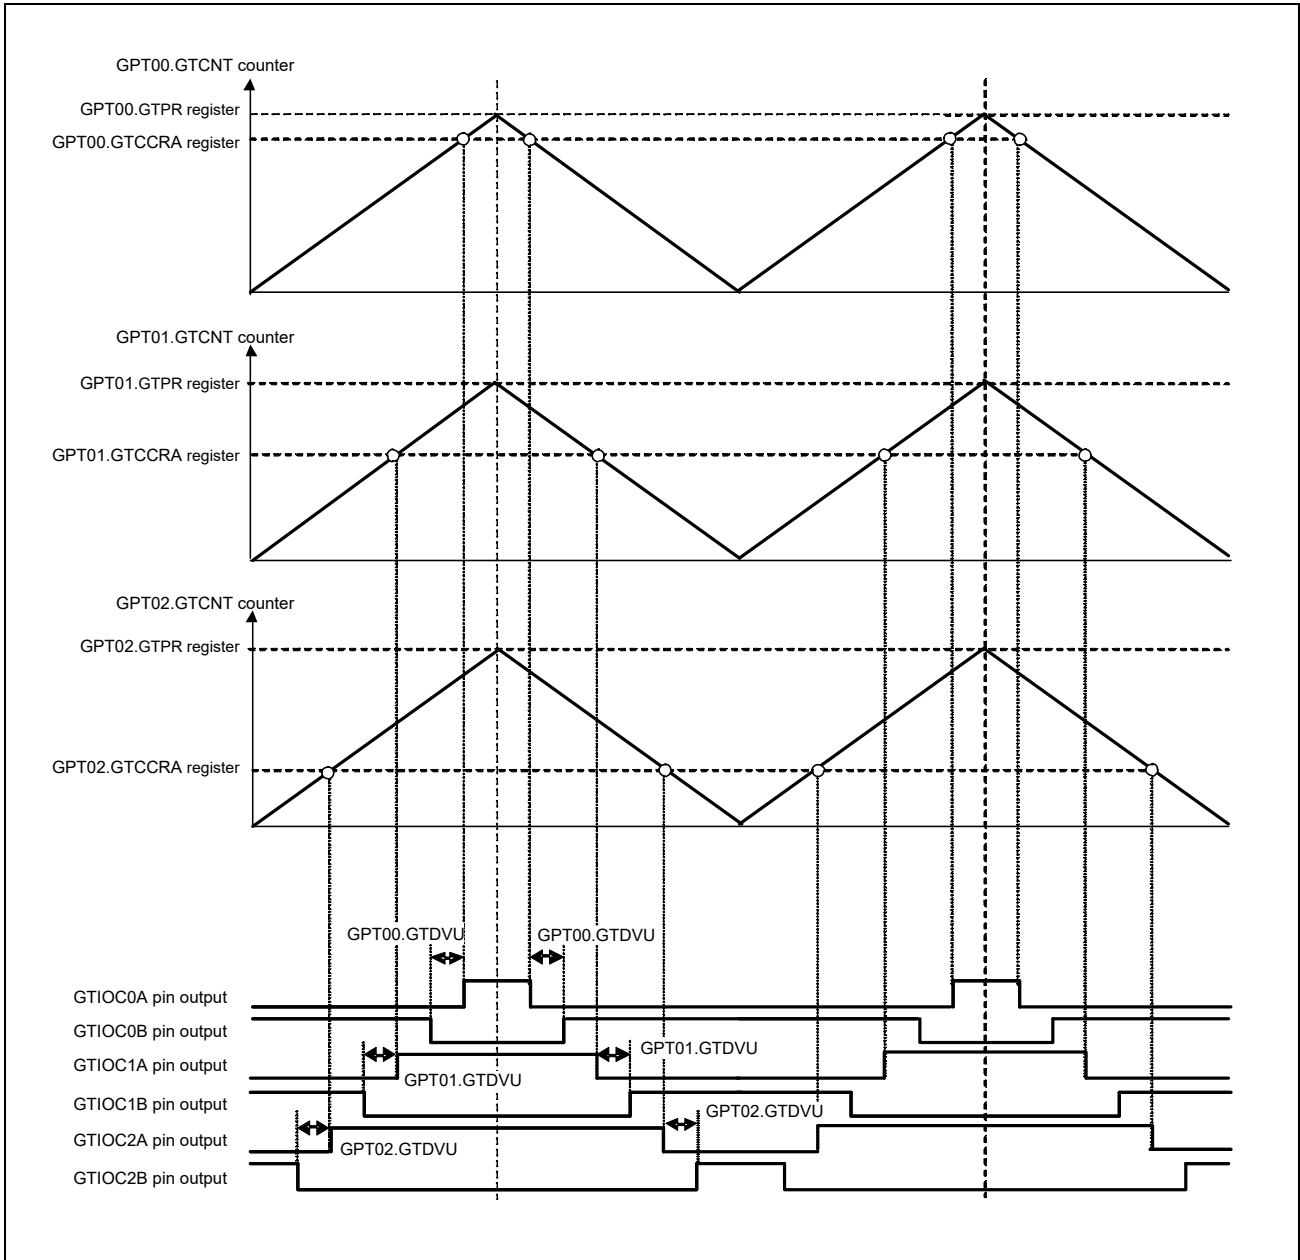 GPT00.GTCNT counter
GPT00.GTPR register
GPT00.GTCCRA register
GPT01.GTCNT counter
GPT01.GTPR register
GPT01.GTCCRA register
GPT02.GTCNT counter
GPT02.GTPR register
GPT02.GTCCRA register
GPT00.GTDVU GPT00.GTDVU
GTIOC0A pin output
GTIOC0B pin output
GPT01.GTDVU
GTIOC1A pin output
GPT01.GTDVU
GTIOC1B pin output
GPT02.GTDVU
GTIOC2A pin output
GPT02.GTDVU
GTIOC2B pin output